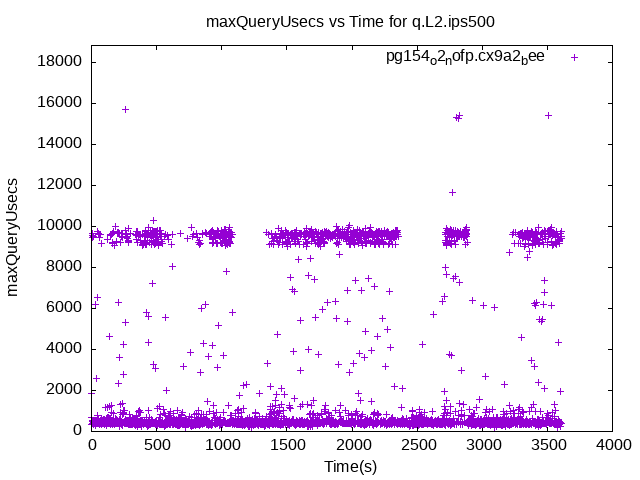 maxQueryUsecs vs Time for q.L2.ips500
pg154o2nofp.cx9a2bee
18000
16000
14000
12000
10000
8000
6000
4000
2000
0
maxQueryUsecs
0 500 1000 1500 2000 2500 3000 3500 4000
Time(s)